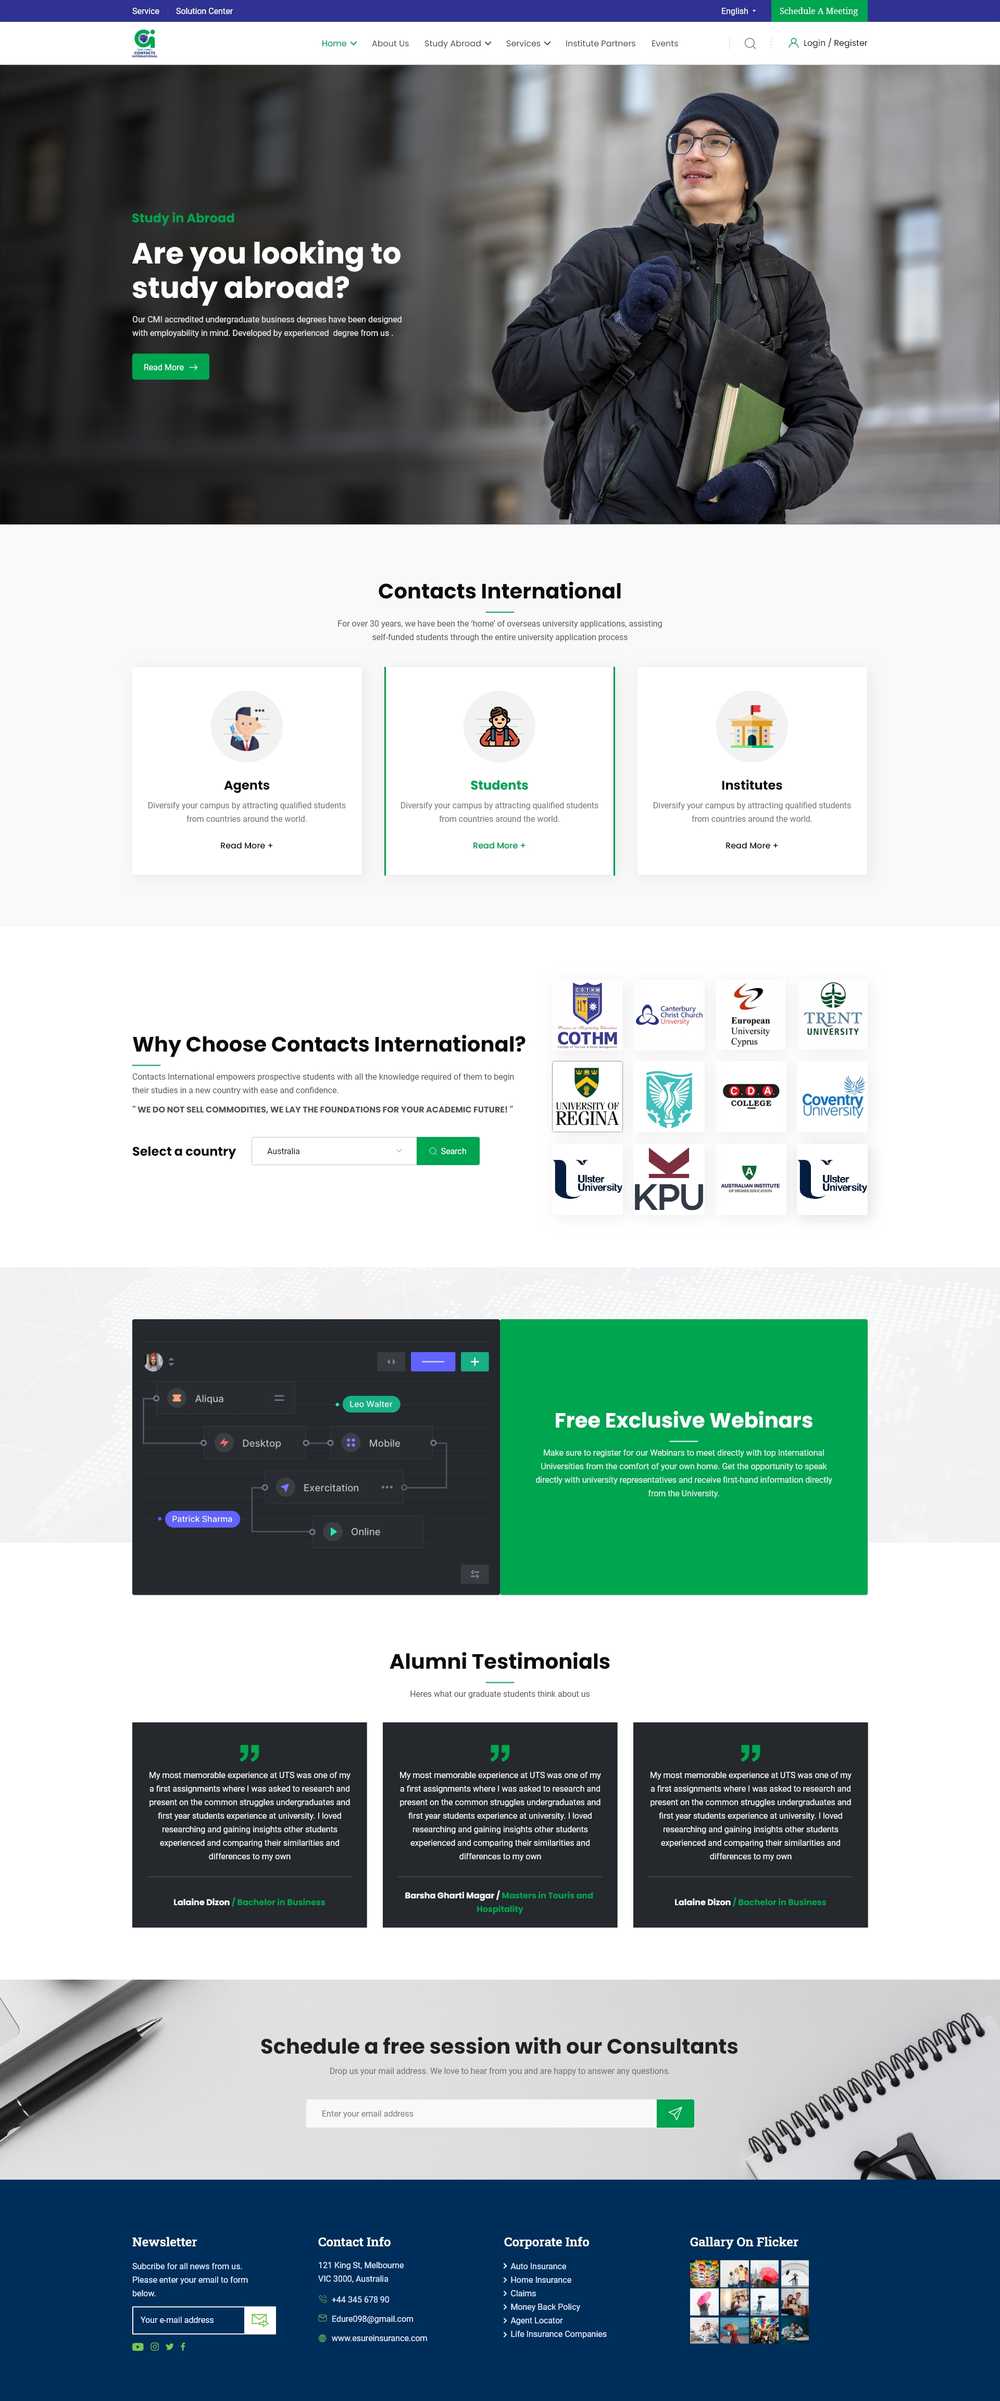 Service
Solution Center
English
Schedule A Meeting
CONTACTS
INTERNATIONAL
Home
About Us
Study Abroad
Services
Institute Partners
Events
Login / Register
Study in Abroad
Are you looking to
study abroad?
Our CMI accredited undergraduate business degrees have been designed
with employability in mind. Developed by experienced  degree from us .
Read More
Contacts International
For over 30 years, we have been the 'home' of overseas university applications, assisting
self-funded students through the entire university application process
Agents
Diversify your campus by attracting qualified students
from countries around the world.
Read More +
Students
Diversify your campus by attracting qualified students
from countries around the world.
Read More +
Institutes
Diversify your campus by attracting qualified students
from countries around the world.
Read More +
Why Choose Contacts International?
Contacts International empowers prospective students with all the knowledge required of them to begin
their studies in a new country with ease and confidence.
" WE DO NOT SELL COMMODITIES, WE LAY THE FOUNDATIONS FOR YOUR ACADEMIC FUTURE! "
Select a country
Australia
Search
COTHM
COTHM
Canterbury
Christ Church
University
European
University
Cyprus
TRENT
UNIVERSITY
UNIVERSITY OF
REGINA
C.D.A
COLLEGE
Coventry
University
Ulster
University
KPU
AUSTRALIAN INSTITUTE
OF HIGHER EDUCATION
Ulster
University
Aliqua
Leo Walter
Desktop
Mobile
Exercitation
Patrick Sharma
Online
Free Exclusive Webinars
Make sure to register for our Webinars to meet directly with top International
Universities from the comfort of your own home. Get the opportunity to speak
directly with university representatives and receive first-hand information directly
from the University.
Alumni Testimonials
Heres what our graduate students think about us
My most memorable experience at UTS was one of my
a first assignments where I was asked to research and
present on the common struggles undergraduates and
first year students experience at university. I loved
researching and gaining insights other students
experienced and comparing their similarities and
differences to my own
Lalaine Dizon / Bachelor in Business
My most memorable experience at UTS was one of my
a first assignments where I was asked to research and
present on the common struggles undergraduates and
first year students experience at university. I loved
researching and gaining insights other students
experienced and comparing their similarities and
differences to my own
Barsha Gharti Magar / Masters in Touris and
Hospitality
My most memorable experience at UTS was one of my
a first assignments where I was asked to research and
present on the common struggles undergraduates and
first year students experience at university. I loved
researching and gaining insights other students
experienced and comparing their similarities and
differences to my own
Lalaine Dizon / Bachelor in Business
Schedule a free session with our Consultants
Drop us your mail address. We love to hear from you and are happy to answer any questions.
Enter your email address
Newsletter
Subcribe for all news from us.
Please enter your email to form
below.
Your e-mail address
Contact Info
121 King St, Melbourne
VIC 3000, Australia
+44 345 678 90
Edure098@gmail.com
www.esureinsurance.com
Corporate Info
Auto Insurance
Home Insurance
Claims
Money Back Policy
Agent Locator
Life Insurance Companies
Gallary On Flicker